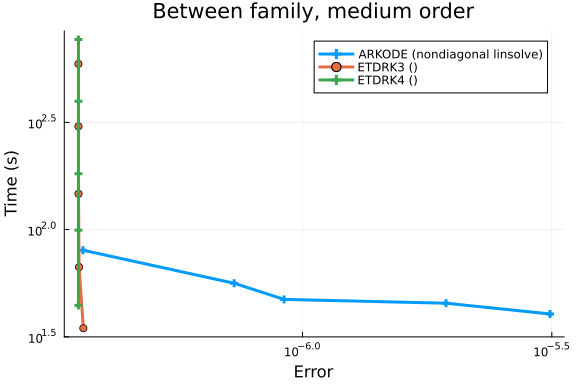 Between family, medium order
ARKODE (nondiagonal linsolve)
ETDRK3 ()
ETDRK4 ()
Time (s)
10^2.5
10^2.0
10^1.5
10^−6.0
10^−5.5
Error